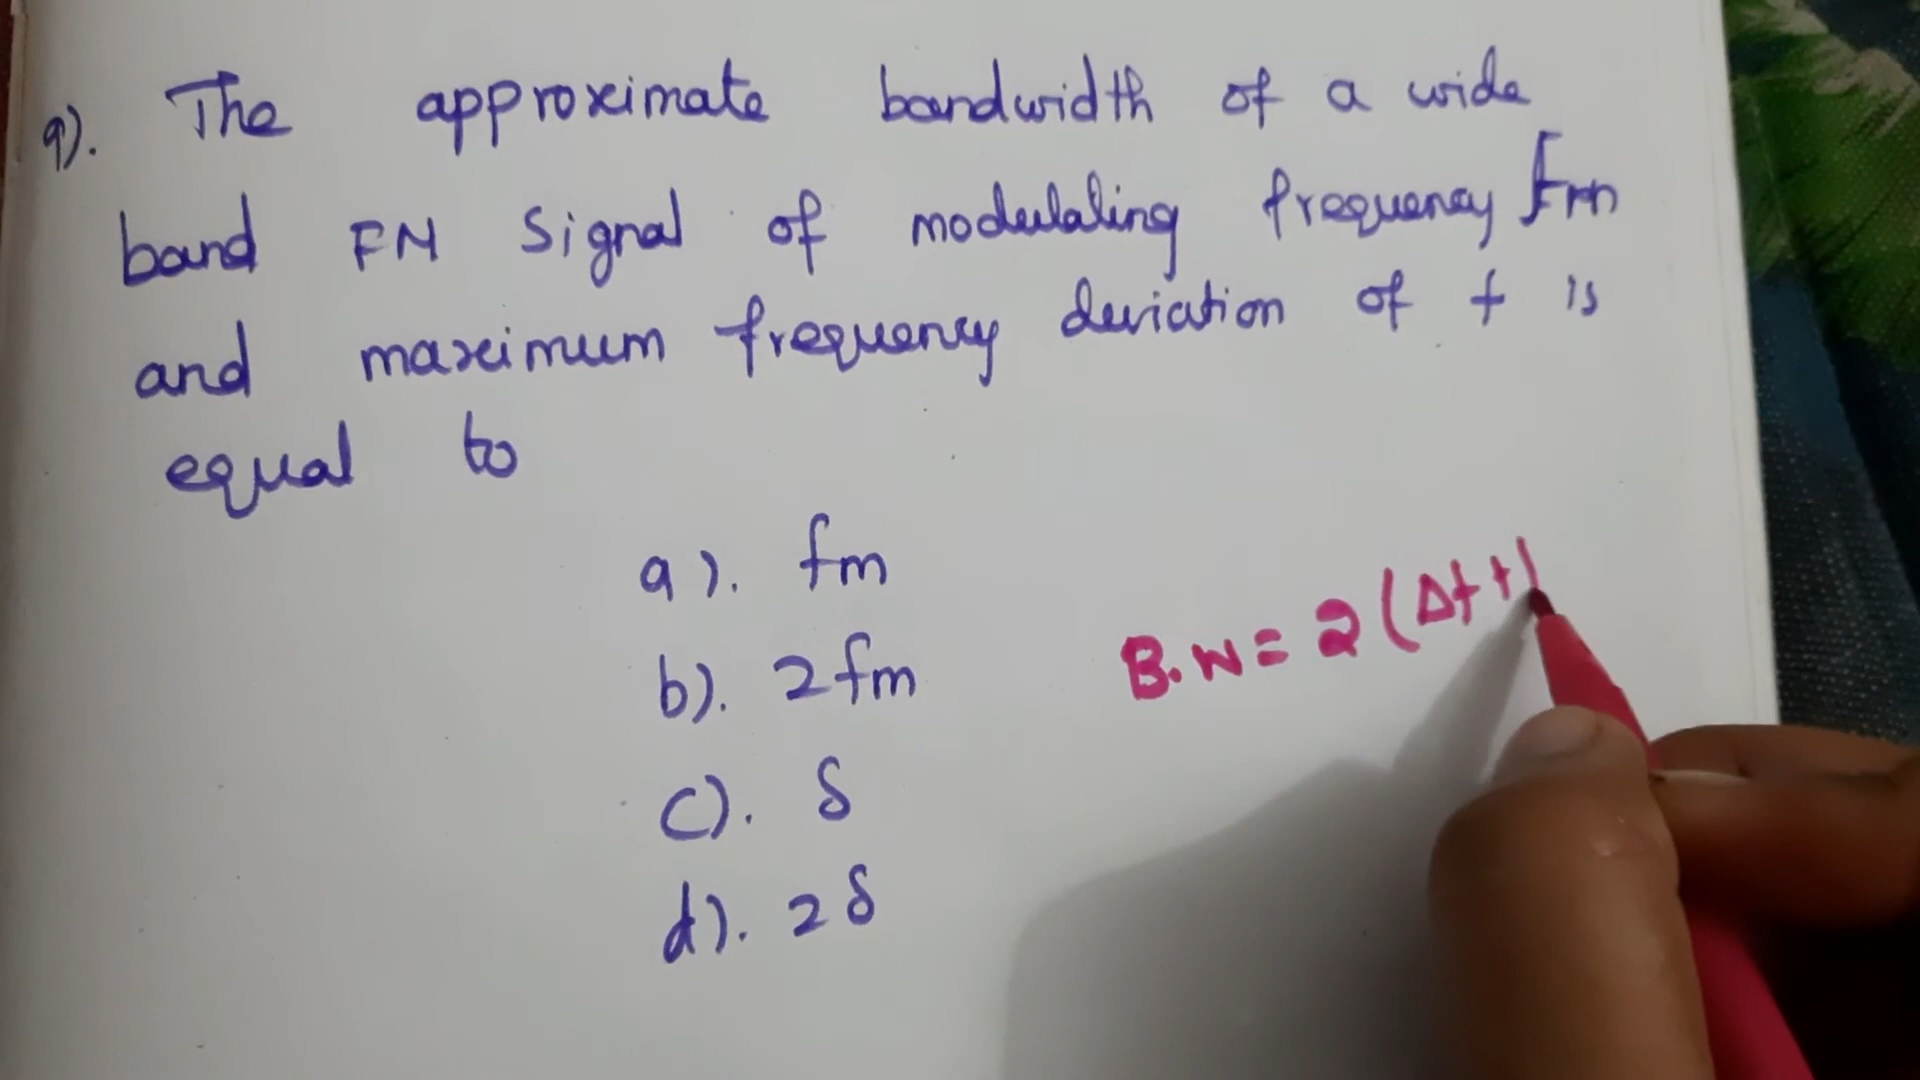 9). The approximate bandwidth of a wide
band FM Signal of modulating frequency Fm
and maximum frequency deviation of f is
equal to
a). fm
b). 2fm
c). δ
d). 2δ
B.W = 2(Δf+